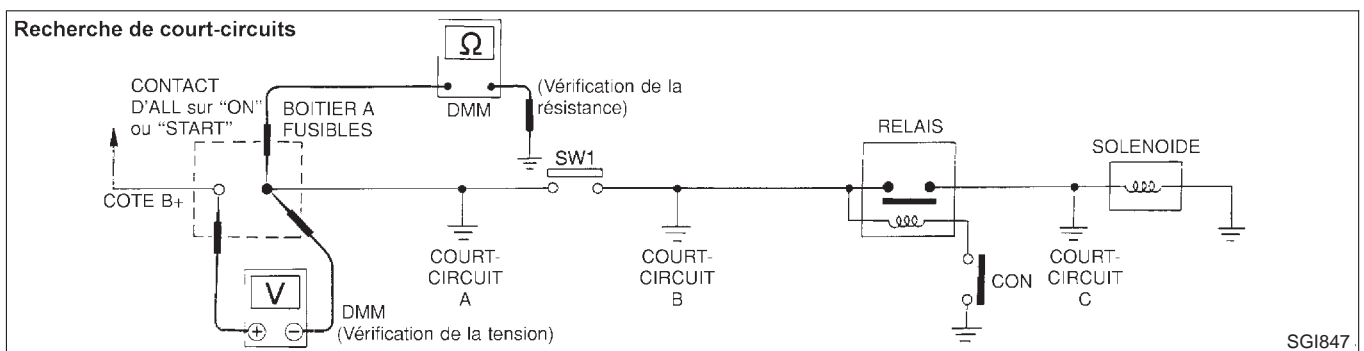 Recherche de court-circuits
CONTACT
D'ALL sur "ON"
ou "START"
BOITIER A
FUSIBLES
Ω
DMM
(Vérification de la
résistance)
SW1
RELAIS
SOLENOIDE
COTE B+
COURT-
CIRCUIT
A
COURT-
CIRCUIT
B
CON
COURT-
CIRCUIT
C
V
+ −
DMM
(Vérification de la tension)
SGI847